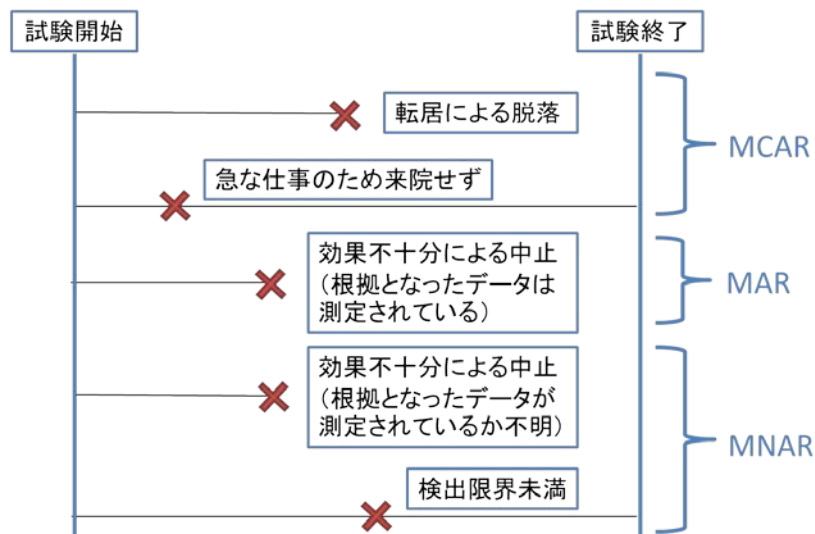 試験開始
試験終了
転居による脱落
MCAR
急な仕事のため来院せず
効果不十分による中止
（根拠となったデータは
測定されている）
MAR
効果不十分による中止
（根拠となったデータが
測定されているか不明）
MNAR
検出限界未満